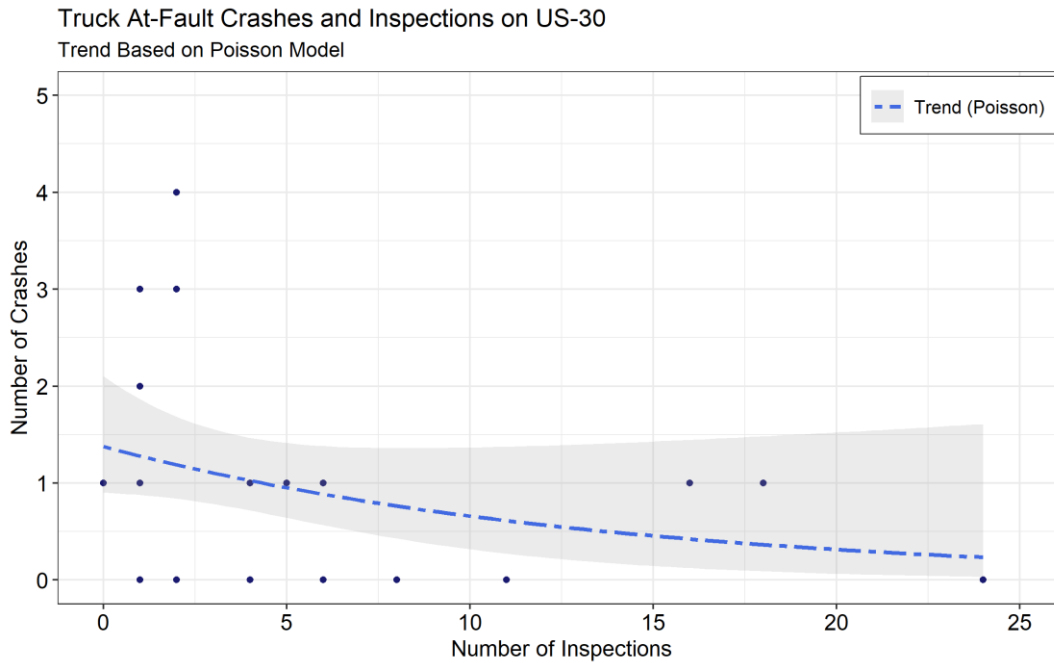 Truck At-Fault Crashes and Inspections on US-30
Trend Based on Poisson Model
Trend (Poisson)
5
4
3
2
1
0
Number of Crashes
0 5 10 15 20 25
Number of Inspections